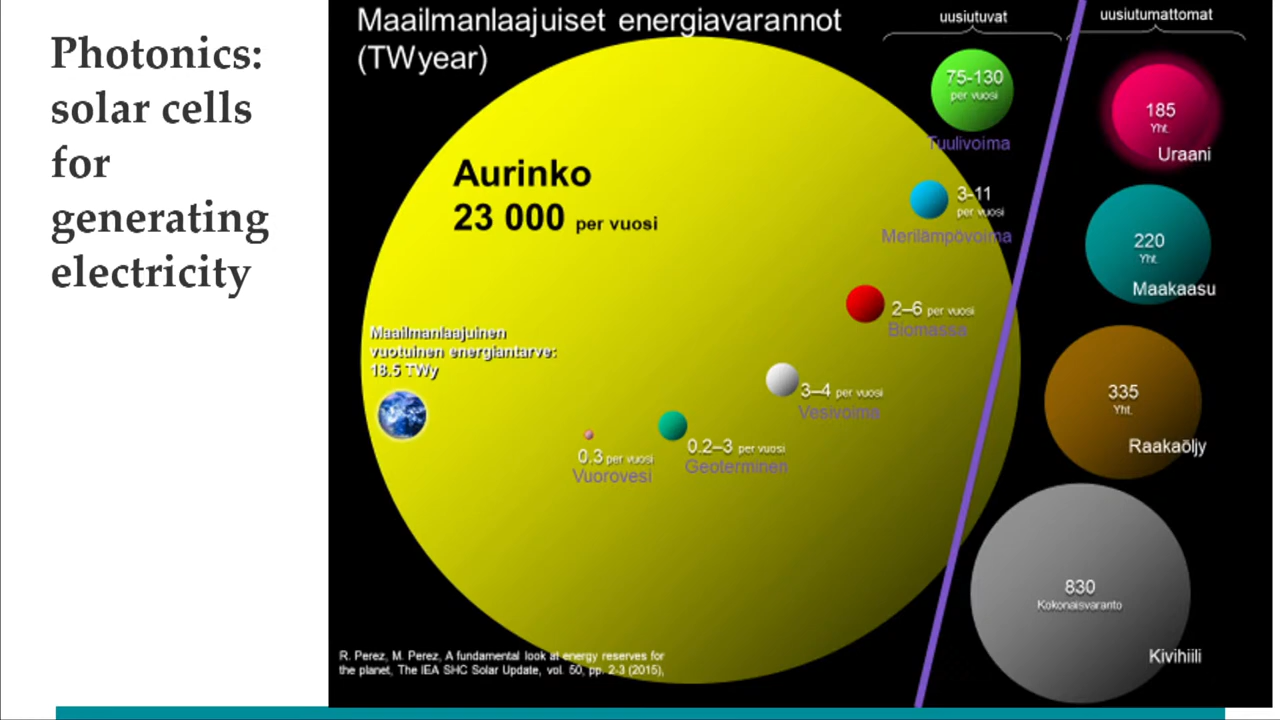 Photonics:
solar cells
for
generating
electricity
Maailmanlaajuiset energiavarannot
(TWyear)
uusiutuvat
uusiutumattomat
Aurinko
23 000 per vuosi
75-130
per vuosi
Tuulivoima
3-11
per vuosi
Merilämpövoima
2–6 per vuosi
Biomassa
3–4 per vuosi
Vesivoima
0.2–3 per vuosi
Geoterminen
0.3 per vuosi
Vuorovesi
Maailmanlaajuinen
vuotuinen energiantarve:
18.5 TWy
185
Yht.
Uraani
220
Yht.
Maakaasu
335
Yht.
Raakaöljy
830
Kokonaisvaranto
Kivihiili
R. Perez, M. Perez, A fundamental look at energy reserves for
the planet, The IEA SHC Solar Update, vol. 50, pp. 2-3 (2015),